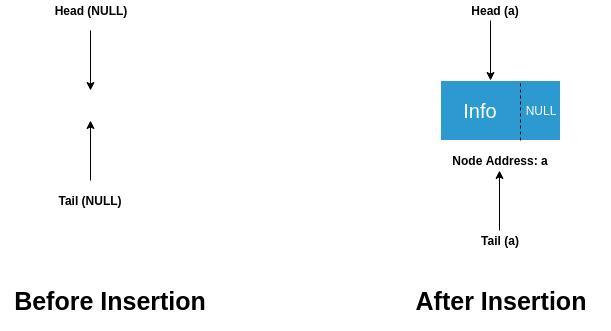 Head (NULL)
Tail (NULL)
Before Insertion
Head (a)
Info
NULL
Node Address: a
Tail (a)
After Insertion